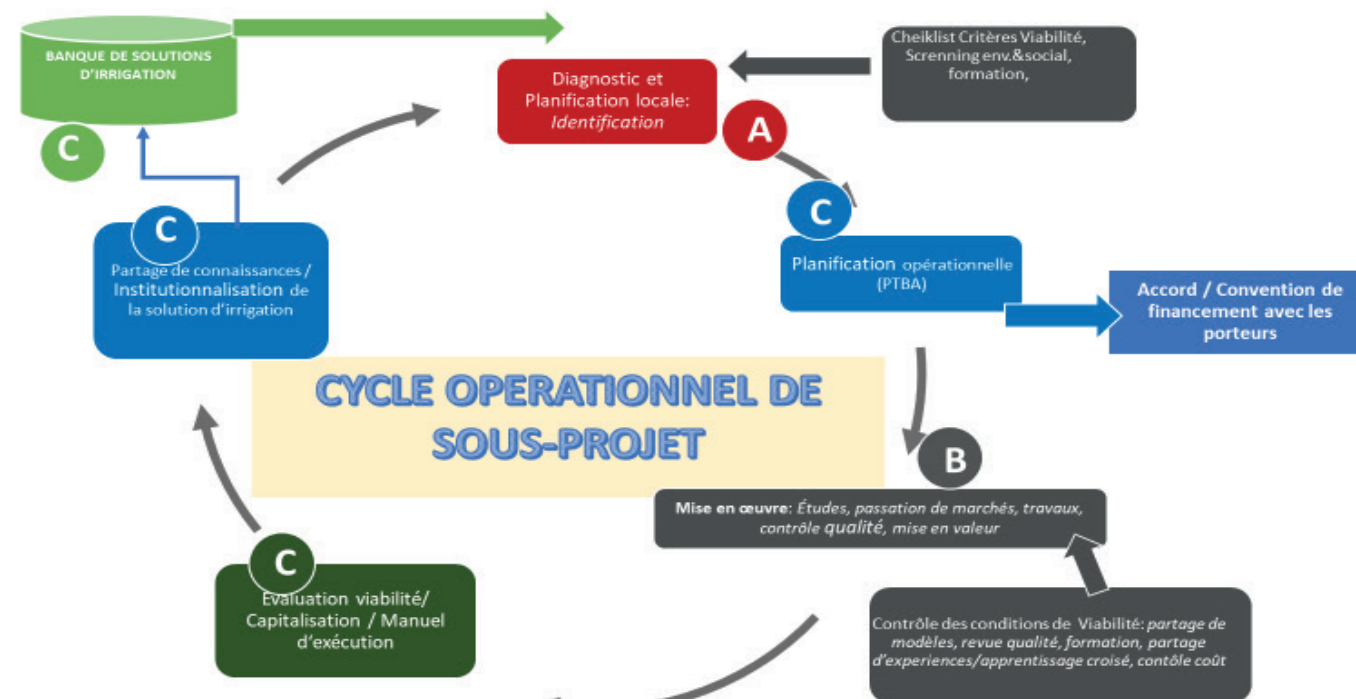 BANQUE DE SOLUTIONS
D'IRRIGATION
C
Diagnostic et
Planification locale:
Identification
A
Cheiklist Critères Viabilité,
Screnning env.&social,
formation,
C
Planification opérationnelle
(PTBA)
Accord / Convention de
financement avec les
porteurs
C
Partage de connaissances /
Institutionnalisation de
la solution d'irrigation
CYCLE OPERATIONNEL DE
SOUS-PROJET
B
Mise en œuvre: Études, passation de marchés, travaux,
contrôle qualité, mise en valeur
C
Evaluation viabilité/
Capitalisation / Manuel
d'exécution
Contrôle des conditions de Viabilité: partage de
modèles, revue qualité, formation, partage
d'experiences/apprentissage croisé, contôle coût